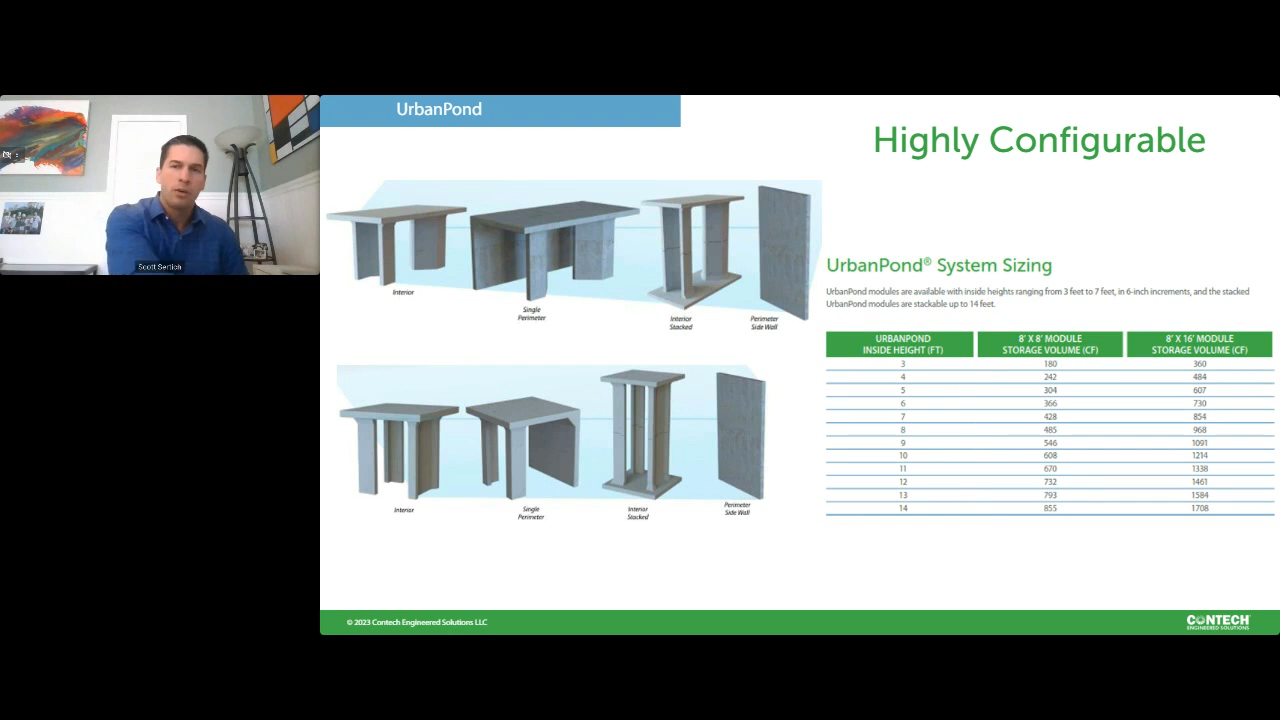 UrbanPond
Highly Configurable
Scott Sertich
Interior
Single
Perimeter
Interior
Stacked
Perimeter
Side Wall
Interior
Single
Perimeter
Interior
Stacked
Perimeter
Side Wall
UrbanPond® System Sizing
UrbanPond modules are available with inside heights ranging from 3 feet to 7 feet, in 6-inch increments, and the stacked
UrbanPond modules are stackable up to 14 feet.
URBANPOND INSIDE HEIGHT (FT) 8' X 8' MODULE STORAGE VOLUME (CF) 8' X 16' MODULE STORAGE VOLUME (CF)
3 180 360
4 242 484
5 304 607
6 366 730
7 428 854
8 485 968
9 546 1091
10 608 1214
11 670 1338
12 732 1461
13 793 1584
14 855 1708
© 2023 Contech Engineered Solutions LLC
CONTECH
ENGINEERED SOLUTIONS